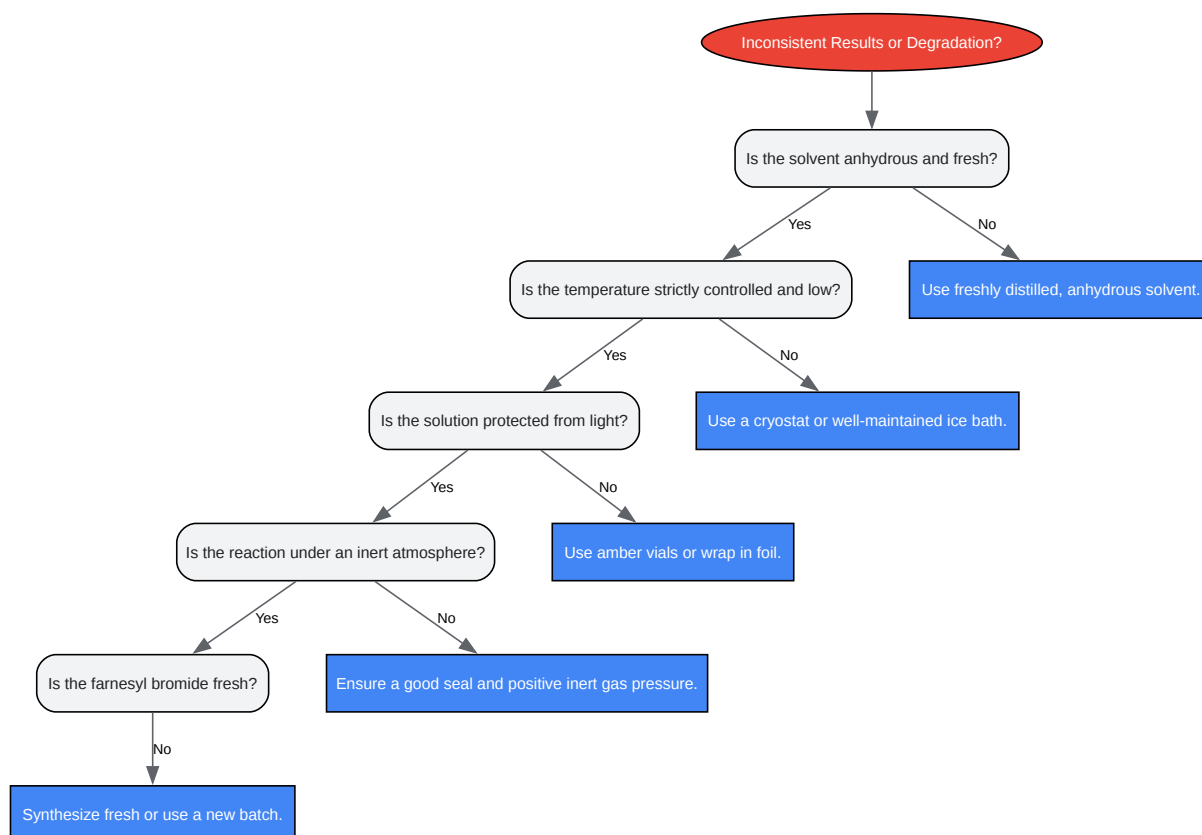 Inconsistent Results or Degradation?
Is the solvent anhydrous and fresh?
Yes
No
Is the temperature strictly controlled and low?
Use freshly distilled, anhydrous solvent.
Yes
No
Is the solution protected from light?
Use a cryostat or well-maintained ice bath.
Yes
No
Is the reaction under an inert atmosphere?
Use amber vials or wrap in foil.
Yes
No
Is the farnesyl bromide fresh?
Ensure a good seal and positive inert gas pressure.
No
Synthesize fresh or use a new batch.